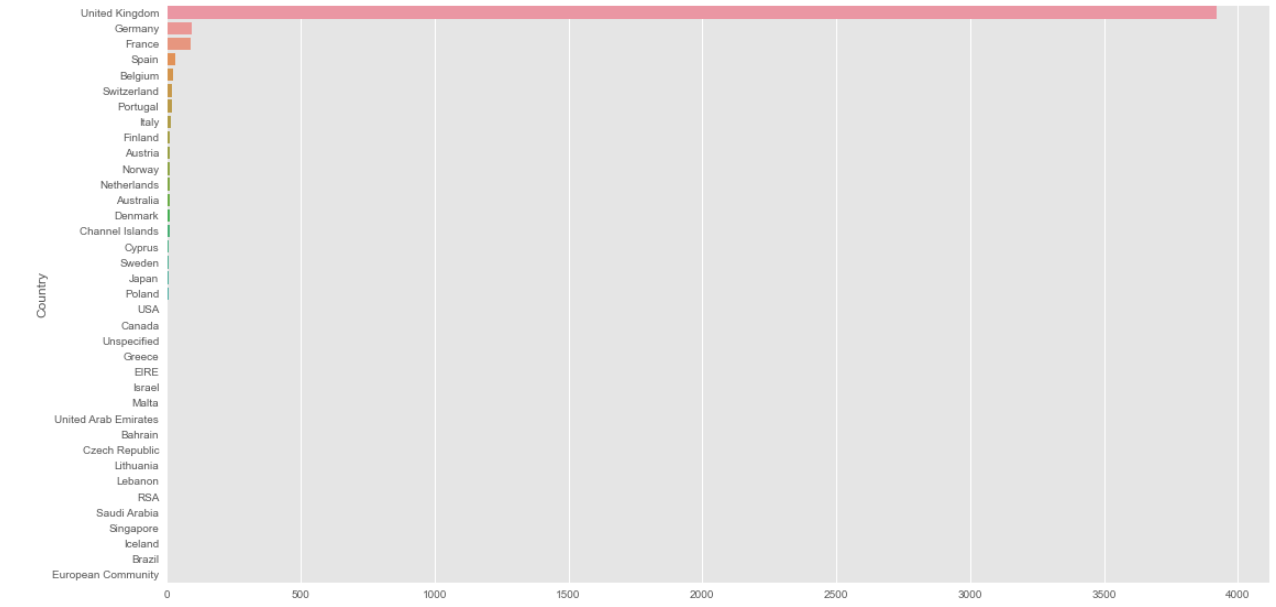 United Kingdom
Germany
France
Spain
Belgium
Switzerland
Portugal
Italy
Finland
Austria
Norway
Netherlands
Australia
Denmark
Channel Islands
Cyprus
Sweden
Japan
Poland
USA
Canada
Unspecified
Greece
EIRE
Israel
Malta
United Arab Emirates
Bahrain
Czech Republic
Lithuania
Lebanon
RSA
Saudi Arabia
Singapore
Iceland
Brazil
European Community
Country
0 500 1000 1500 2000 2500 3000 3500 4000